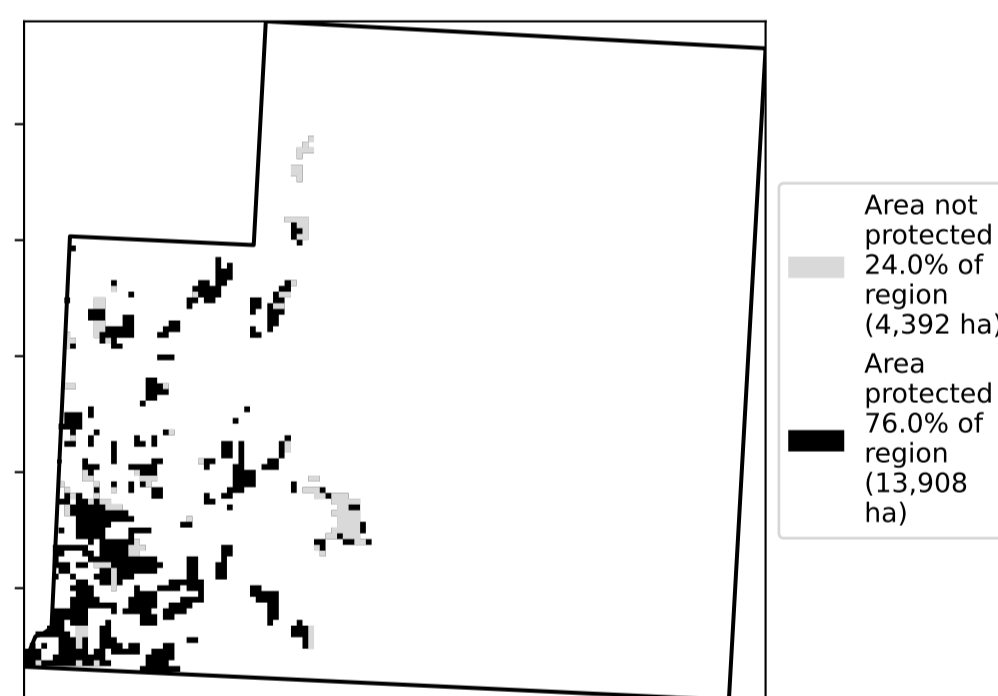 Area not
protected
24.0% of
region
(4,392 ha)
Area
protected
76.0% of
region
(13,908
ha)